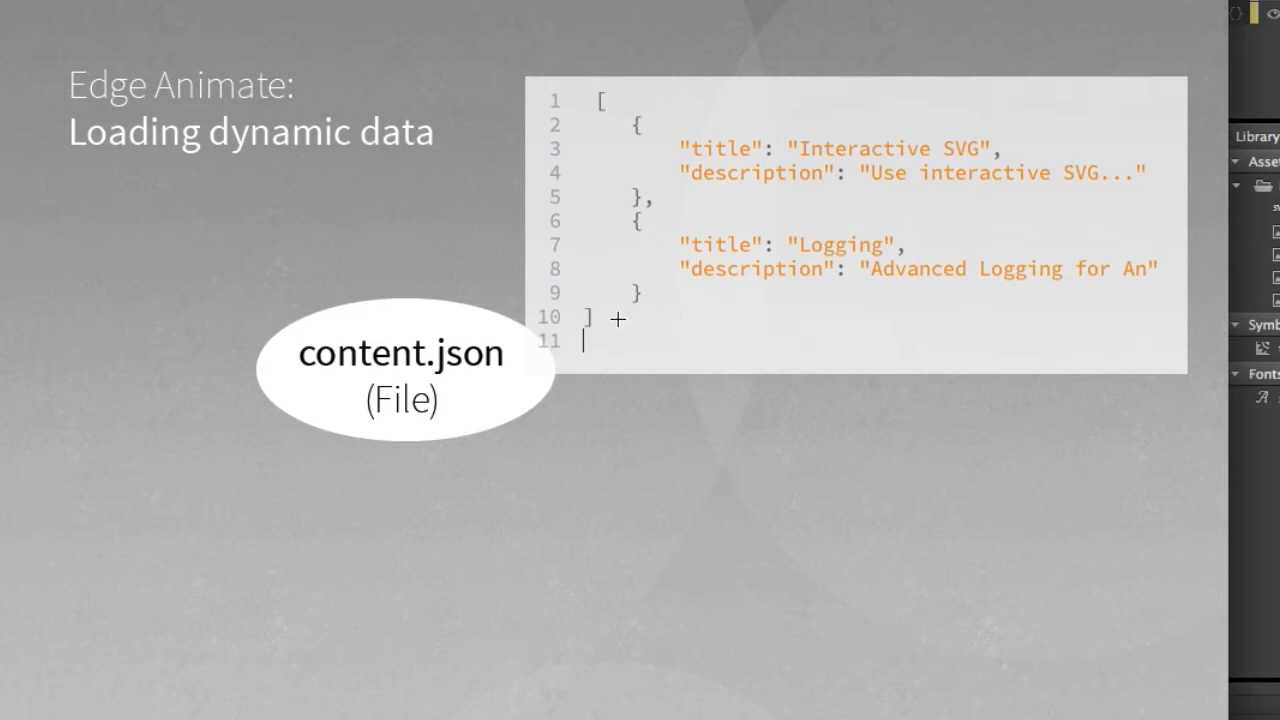 Edge Animate:
Loading dynamic data
1 [
2 {
3 "title": "Interactive SVG",
4 "description": "Use interactive SVG..."
5 },
6 {
7 "title": "Logging",
8 "description": "Advanced Logging for An"
9 }
10 ]
11
content.json
(File)
Library
Asse
Symb
Fonts